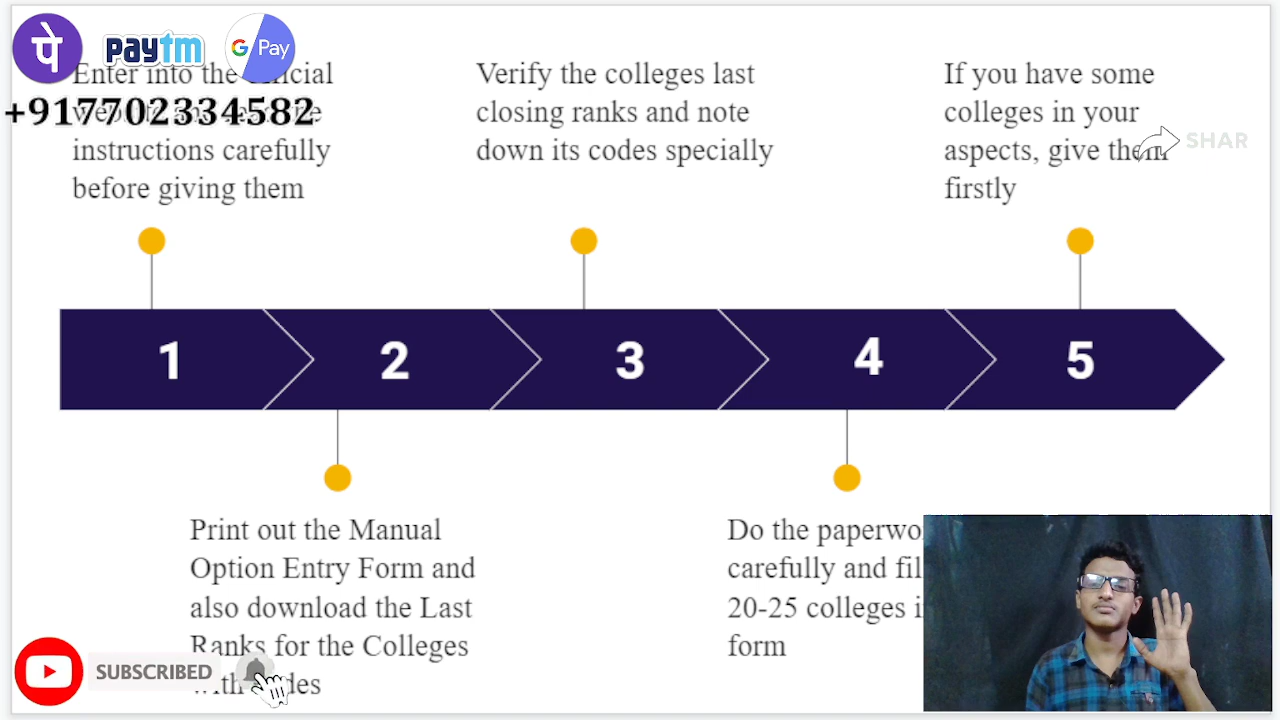 पे
paytm
G Pay
+917702334582
Enter into the
instructions carefully
before giving them
Verify the colleges last
closing ranks and note
down its codes specially
If you have some
colleges in your
aspects, give them
firstly
SHAR
1
2
3
4
5
Print out the Manual
Option Entry Form and
also download the Last
Ranks for the Colleges
Do the
carefully and
20-25 colleges
form
SUBSCRIBED